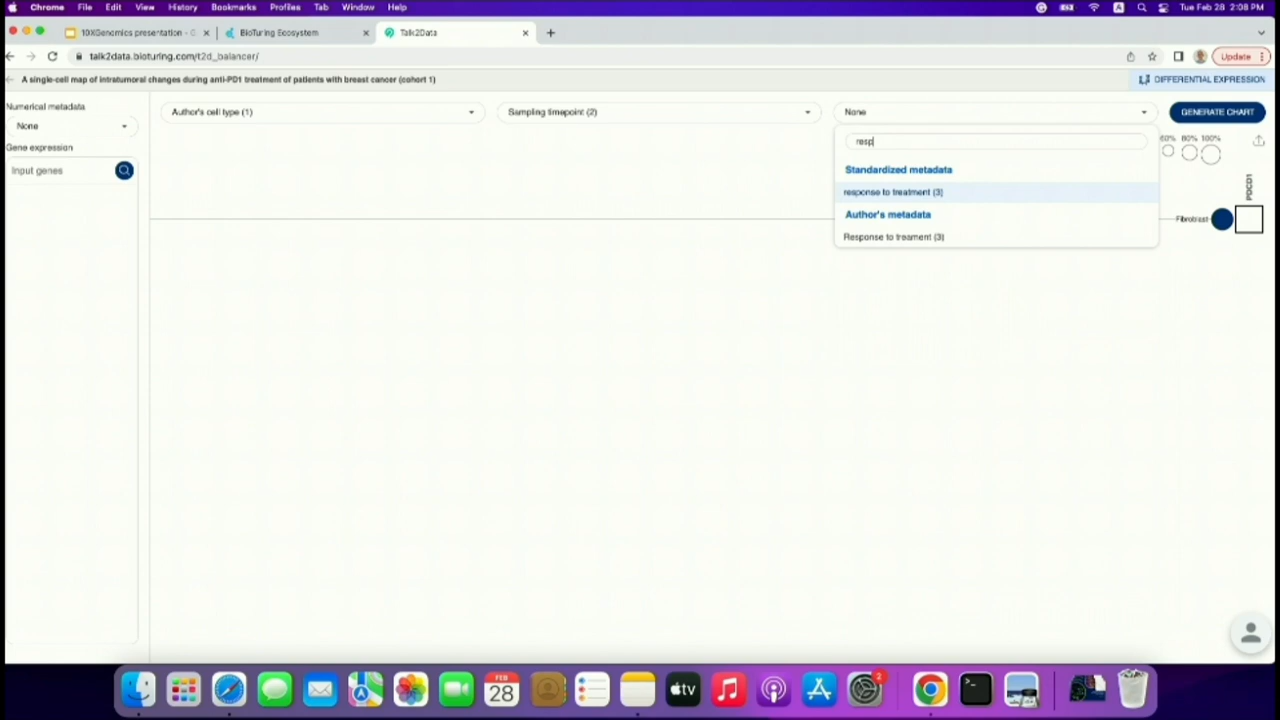 Chrome File Edit View History Bookmarks Profiles Tab Window Help A Tue Feb 28 2:08 PM
10XGenomics presentation - G × BioTuring Ecosystem × Talk2Data × +
talk2data.bioturing.com/t2d_balancer/ Update
A single-cell map of intratumoral changes during anti-PD1 treatment of patients with breast cancer (cohort 1) DIFFERENTIAL EXPRESSION
Numerical metadata
None
Gene expression
Input genes
Author's cell type (1) Sampling timepoint (2) None GENERATE CHART
resp
Standardized metadata
response to treatment (3)
Author's metadata
Response to treament (3)
60% 80% 100%
PDCD1
Fibroblast
FEB
28
tv
2